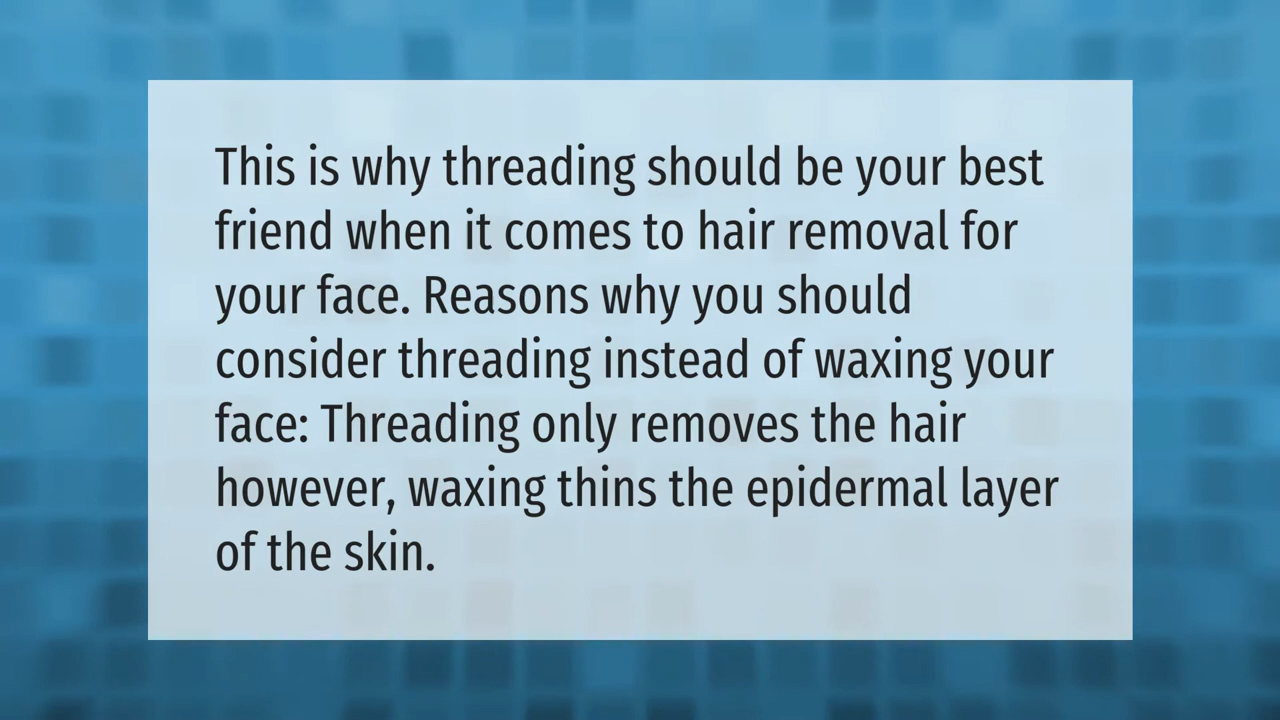 This is why threading should be your best
friend when it comes to hair removal for
your face. Reasons why you should
consider threading instead of waxing your
face: Threading only removes the hair
however, waxing thins the epidermal layer
of the skin.